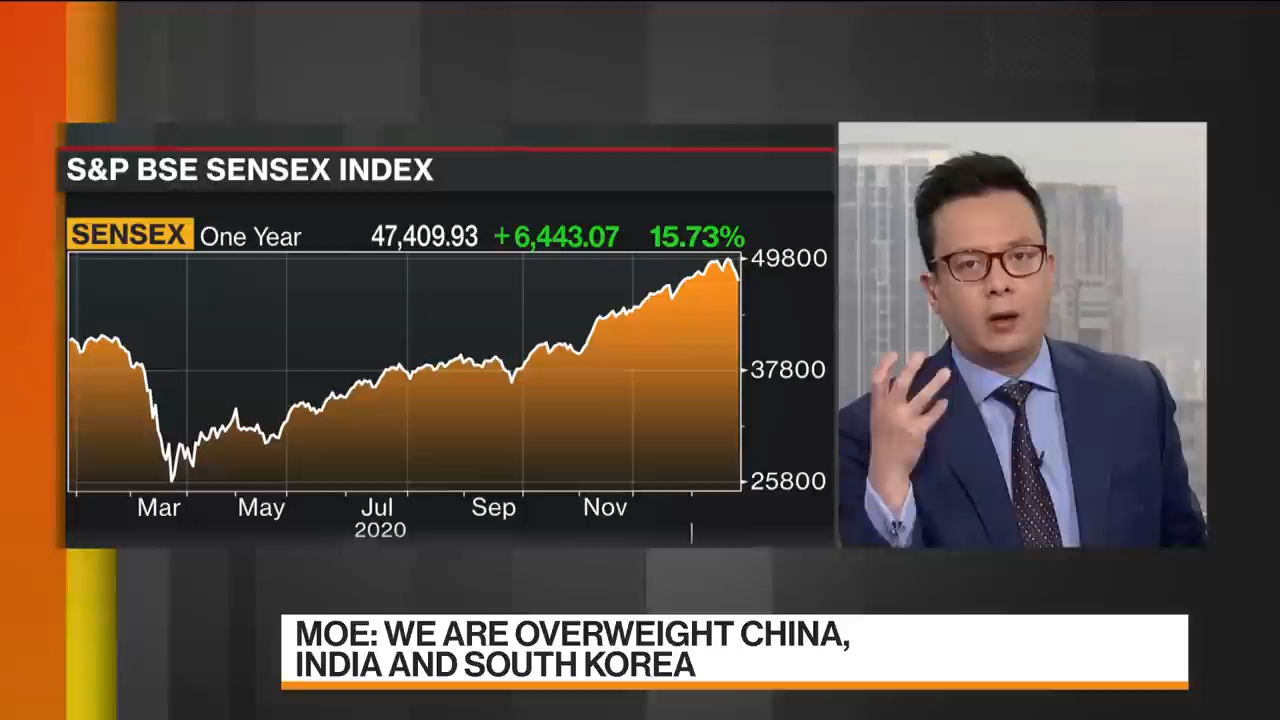 S&P BSE SENSEX INDEX
SENSEX One Year 47,409.93 +6,443.07 15.73%
49800
37800
25800
Mar May Jul Sep Nov
2020
MOE: WE ARE OVERWEIGHT CHINA,
INDIA AND SOUTH KOREA